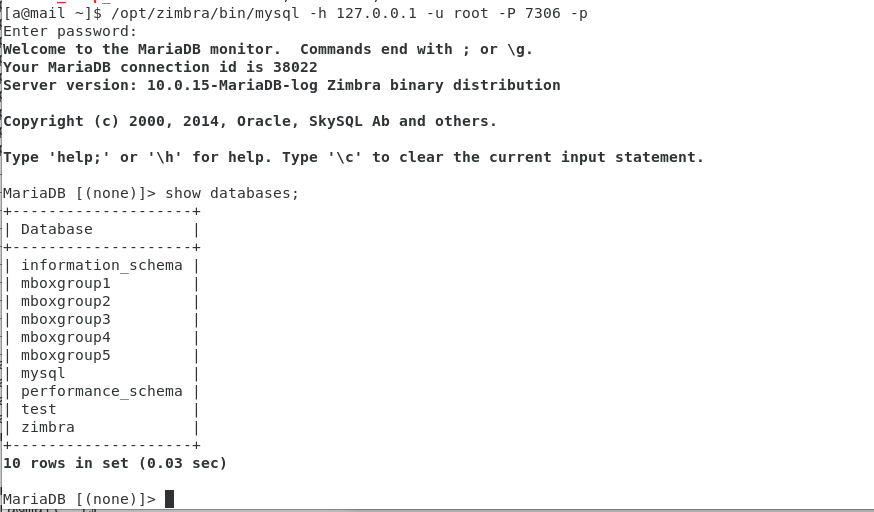 [a@mail ~]$ /opt/zimbra/bin/mysql -h 127.0.0.1 -u root -P 7306 -p
Enter password:
Welcome to the MariaDB monitor.  Commands end with ; or \g.
Your MariaDB connection id is 38022
Server version: 10.0.15-MariaDB-log Zimbra binary distribution

Copyright (c) 2000, 2014, Oracle, SkySQL Ab and others.

Type 'help;' or '\h' for help. Type '\c' to clear the current input statement.

MariaDB [(none)]> show databases;
+--------------------+
| Database           |
+--------------------+
| information_schema |
| mboxgroup1         |
| mboxgroup2         |
| mboxgroup3         |
| mboxgroup4         |
| mboxgroup5         |
| mysql              |
| performance_schema |
| test               |
| zimbra             |
+--------------------+
10 rows in set (0.03 sec)

MariaDB [(none)]>